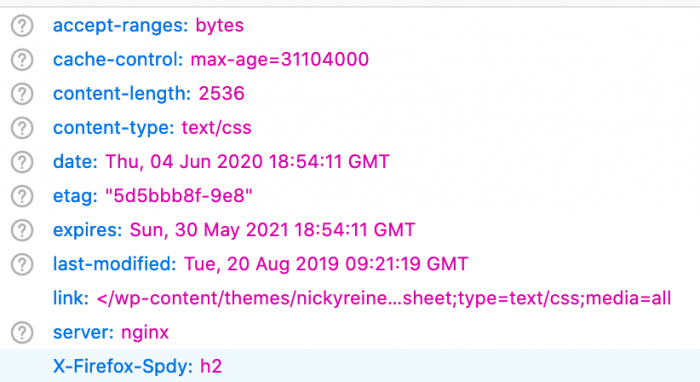 accept-ranges: bytes
cache-control: max-age=31104000
content-length: 2536
content-type: text/css
date: Thu, 04 Jun 2020 18:54:11 GMT
etag: "5d5bbb8f-9e8"
expires: Sun, 30 May 2021 18:54:11 GMT
last-modified: Tue, 20 Aug 2019 09:21:19 GMT
link: </wp-content/themes/nickyreine…sheet;type=text/css;media=all
server: nginx
X-Firefox-Spdy: h2